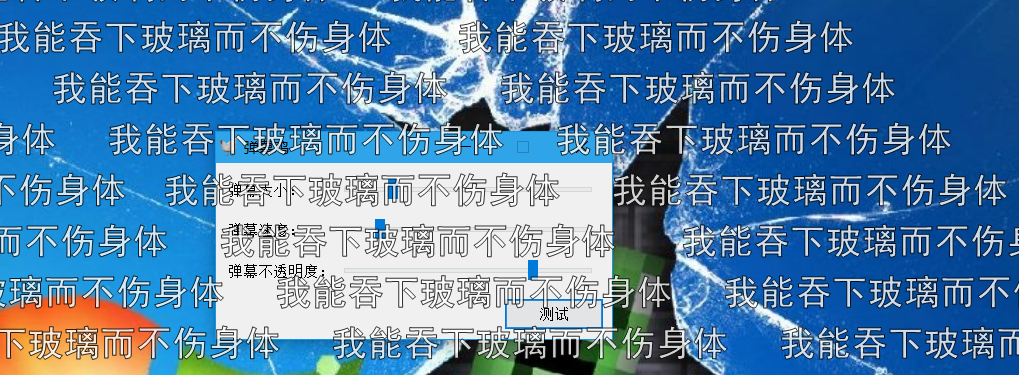 我能吞下玻璃而不伤身体 我能吞下玻璃而不伤身体
我能吞下玻璃而不伤身体 我能吞下玻璃而不伤身体
身体 我能吞下玻璃而不伤身体 我能吞下玻璃而不伤身体
不伤身体 我能吞下玻璃而不伤身体 我能吞下玻璃而不伤身
弹幕大小:
弹幕速度:
而不伤身体 我能吞下玻璃而不伤身体 我能吞下玻璃而不伤
弹幕不透明度:
璃而不伤身体 我能吞下玻璃而不伤身体 我能吞下玻璃而不
测试
下玻璃而不伤身体 我能吞下玻璃而不伤身体 我能吞下玻璃而